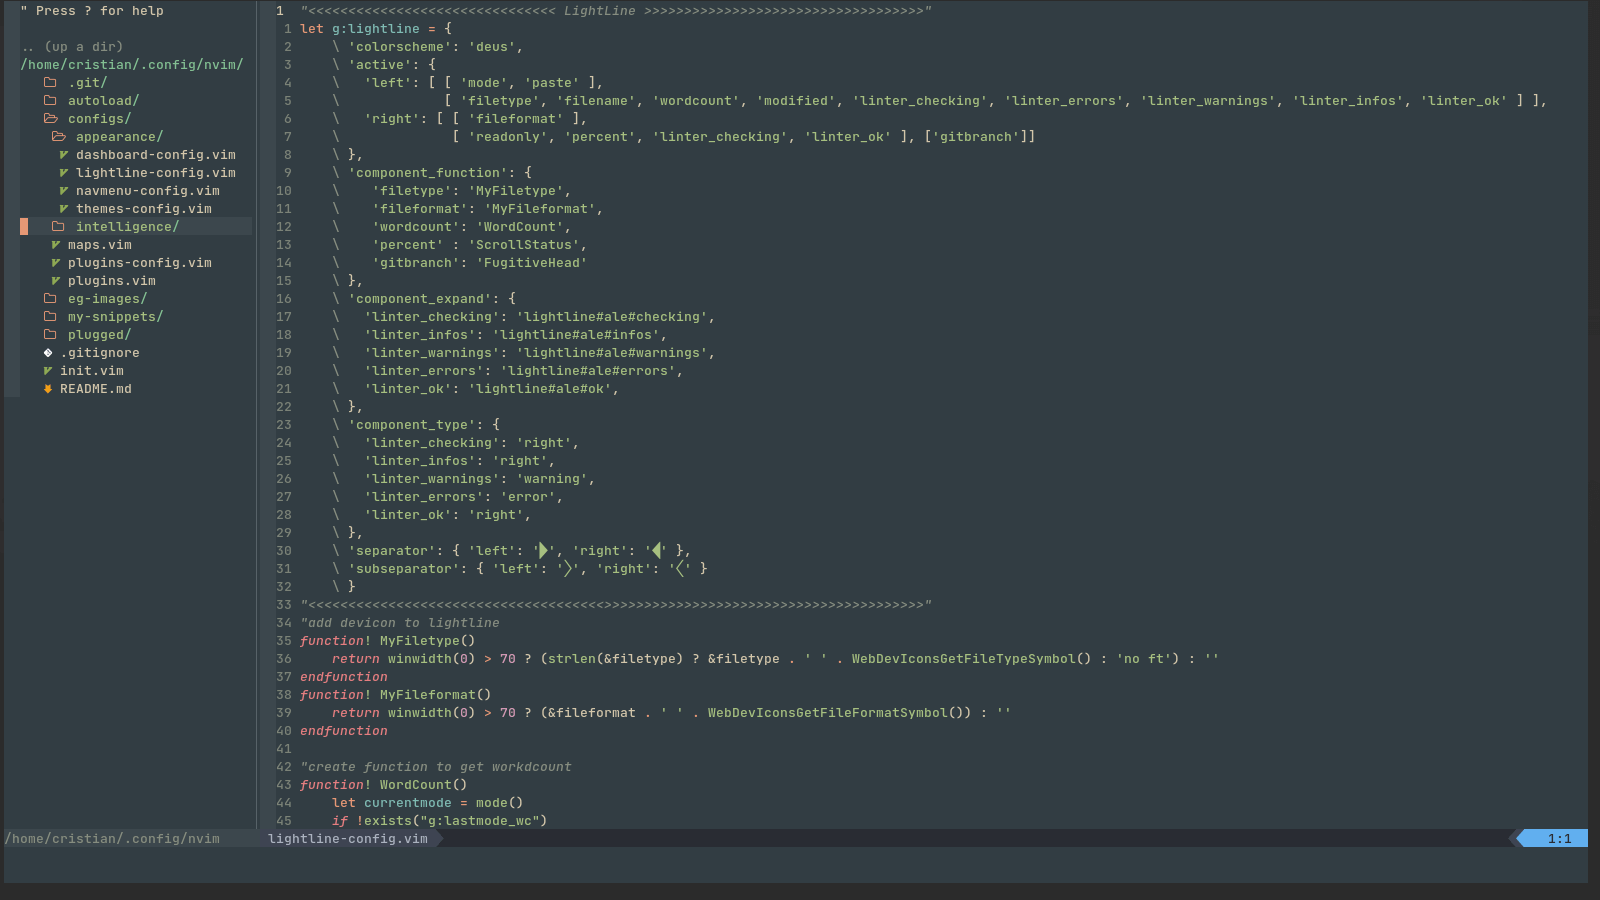 " Press ? for help
.. (up a dir)
/home/cristian/.config/nvim/
.git/
autoload/
configs/
appearance/
dashboard-config.vim
lightline-config.vim
navmenu-config.vim
themes-config.vim
intelligence/
maps.vim
plugins-config.vim
plugins.vim
eg-images/
my-snippets/
plugged/
.gitignore
init.vim
README.md
1 "<<<<<<<<<<<<<<<<<<<<<<<<<<<<<<< LightLine >>>>>>>>>>>>>>>>>>>>>>>>>>>>>>>>>>>"
1 let g:lightline = {
2     \ 'colorscheme': 'deus',
3     \ 'active': {
4     \   'left': [ [ 'mode', 'paste' ],
5     \             [ 'filetype', 'filename', 'wordcount', 'modified', 'linter_checking', 'linter_errors', 'linter_warnings', 'linter_infos', 'linter_ok' ] ],
6     \   'right': [ [ 'fileformat' ],
7     \              [ 'readonly', 'percent', 'linter_checking', 'linter_ok' ], ['gitbranch']]
8     \ },
9     \ 'component_function': {
10     \    'filetype': 'MyFiletype',
11     \    'fileformat': 'MyFileformat',
12     \    'wordcount': 'WordCount',
13     \    'percent' : 'ScrollStatus',
14     \    'gitbranch': 'FugitiveHead'
15     \ },
16     \ 'component_expand': {
17     \   'linter_checking': 'lightline#ale#checking',
18     \   'linter_infos': 'lightline#ale#infos',
19     \   'linter_warnings': 'lightline#ale#warnings',
20     \   'linter_errors': 'lightline#ale#errors',
21     \   'linter_ok': 'lightline#ale#ok',
22     \ },
23     \ 'component_type': {
24     \   'linter_checking': 'right',
25     \   'linter_infos': 'right',
26     \   'linter_warnings': 'warning',
27     \   'linter_errors': 'error',
28     \   'linter_ok': 'right',
29     \ },
30     \ 'separator': { 'left': '', 'right': '' },
31     \ 'subseparator': { 'left': '', 'right': '' }
32     \ }
33 "<<<<<<<<<<<<<<<<<<<<<<<<<<<<<<<<<<<<<>>>>>>>>>>>>>>>>>>>>>>>>>>>>>>>>>>>>>>>>"
34 "add devicon to lightline
35 function! MyFiletype()
36     return winwidth(0) > 70 ? (strlen(&filetype) ? &filetype . ' ' . WebDevIconsGetFileTypeSymbol() : 'no ft') : ''
37 endfunction
38 function! MyFileformat()
39     return winwidth(0) > 70 ? (&fileformat . ' ' . WebDevIconsGetFileFormatSymbol()) : ''
40 endfunction
41
42 "create function to get workdcount
43 function! WordCount()
44     let currentmode = mode()
45     if !exists("g:lastmode_wc")
/home/cristian/.config/nvim lightline-config.vim 1:1